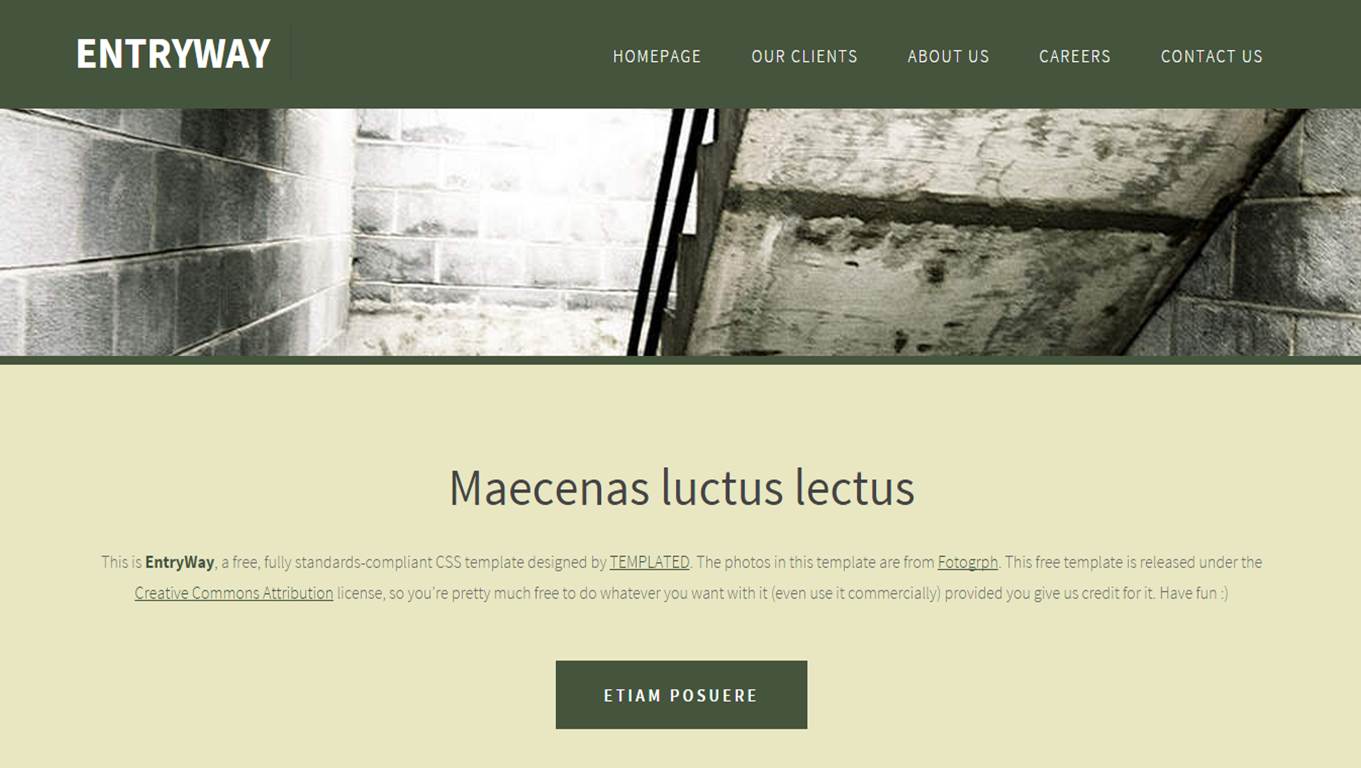 ENTRYWAY
HOMEPAGE OUR CLIENTS ABOUT US CAREERS CONTACT US
Maecenas luctus lectus
This is EntryWay, a free, fully standards-compliant CSS template designed by TEMPLATED. The photos in this template are from Fotogrph. This free template is released under the
Creative Commons Attribution license, so you're pretty much free to do whatever you want with it (even use it commercially) provided you give us credit for it. Have fun :)
ETIAM POSUERE